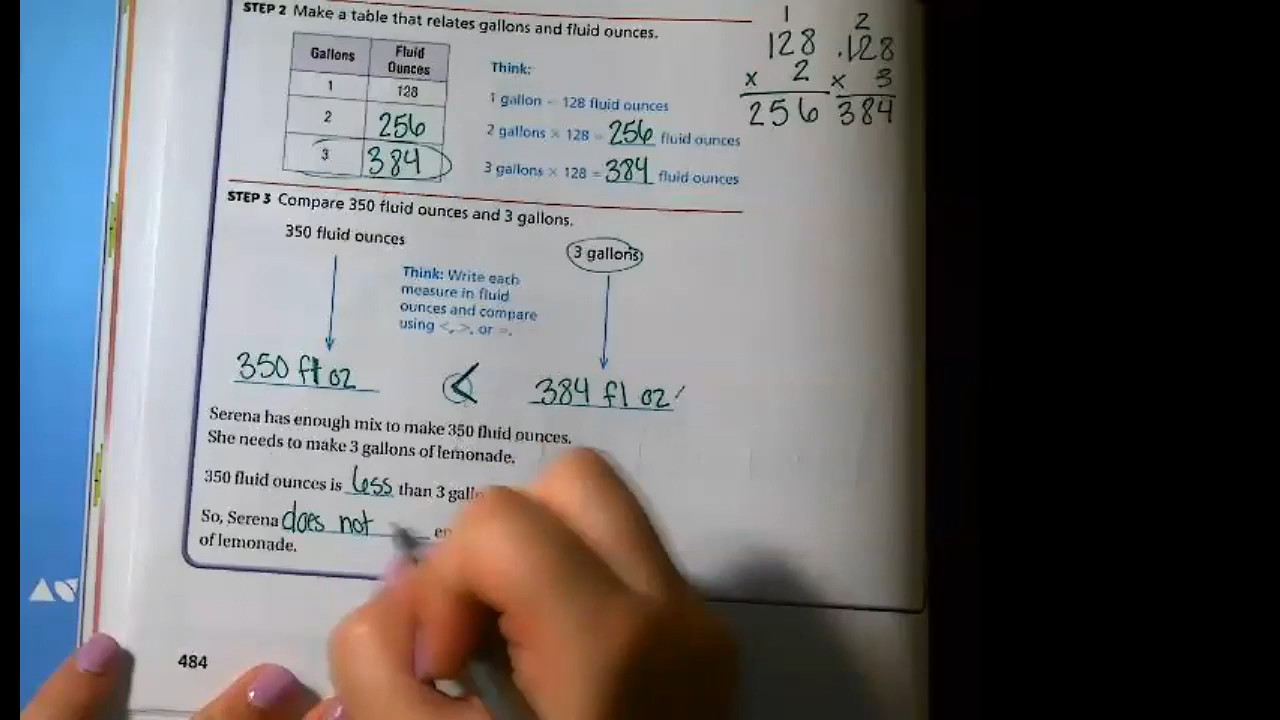 STEP 2 Make a table that relates gallons and fluid ounces.
Gallons Fluid Ounces
1 128
2 256
3 384
Think:
1 gallon = 128 fluid ounces
2 gallons × 128 = 256 fluid ounces
3 gallons × 128 = 384 fluid ounces
1
128
x 2
256
2
128
x 3
384
STEP 3 Compare 350 fluid ounces and 3 gallons.
350 fluid ounces
3 gallons
Think: Write each
measure in fluid
ounces and compare
using <, >, or =.
350 fl oz < 384 fl oz
Serena has enough mix to make 350 fluid ounces.
She needs to make 3 gallons of lemonade.
350 fluid ounces is less than 3
So, Serena does not
of lemonade.
484